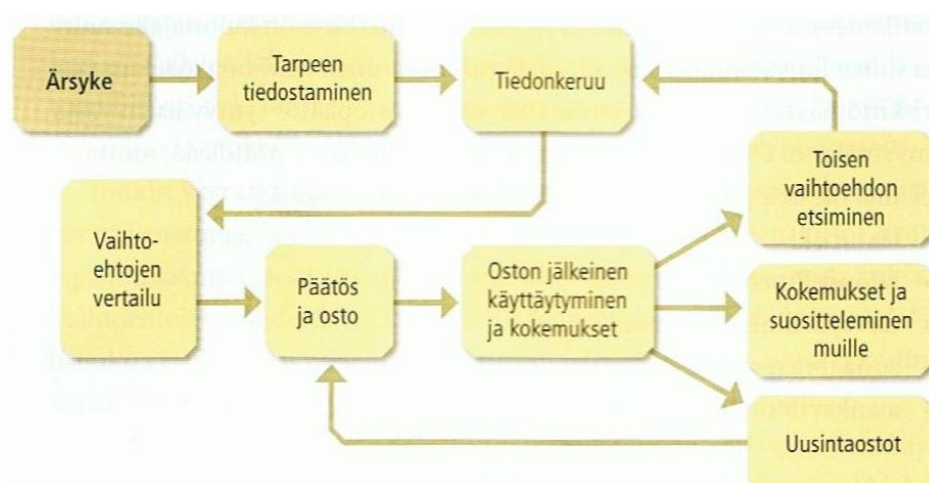 Ärsyke
Tarpeen
tiedostaminen
Tiedonkeruu
Toisen
vaihtoehdon
etsiminen
Vaihto-
ehtojen
vertailu
Päätös
ja osto
Oston jälkeinen
käyttäytyminen
ja kokemukset
Kokemukset ja
suositteleminen
muille
Uusintaostot